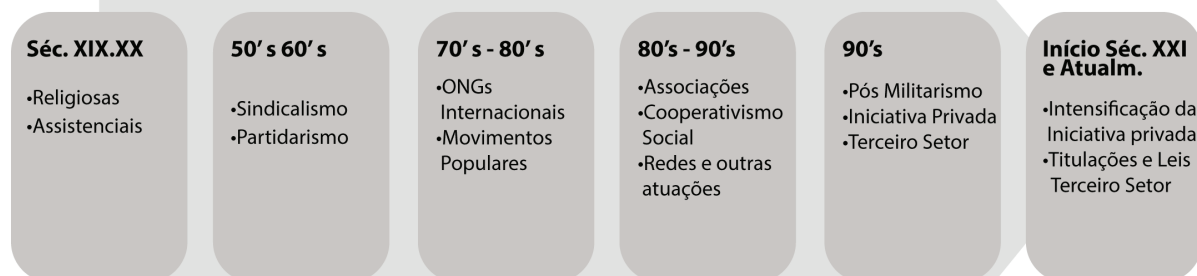 Séc. XIX.XX
•Religiosas
•Assistenciais
50' s 60' s
•Sindicalismo
•Partidarismo
70' s - 80' s
•ONGs
Internacionais
•Movimentos
Populares
80's - 90's
•Associações
•Cooperativismo
Social
•Redes e outras
atuações
90's
•Pós Militarismo
•Iniciativa Privada
•Terceiro Setor
Início Séc. XXI
e Atualm.
•Intensificação da
Iniciativa privada
•Titulações e Leis
Terceiro Setor